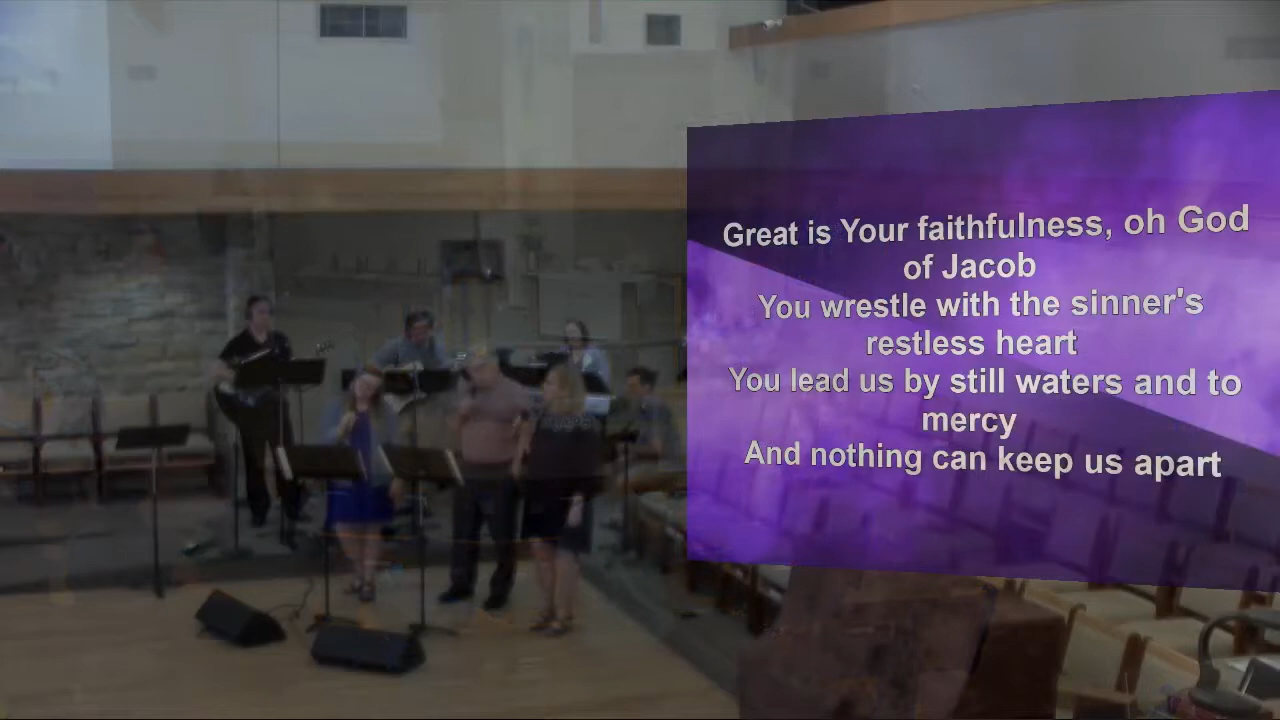 Great is Your faithfulness, oh God
of Jacob
You wrestle with the sinner's
restless heart
You lead us by still waters and to
mercy
And nothing can keep us apart